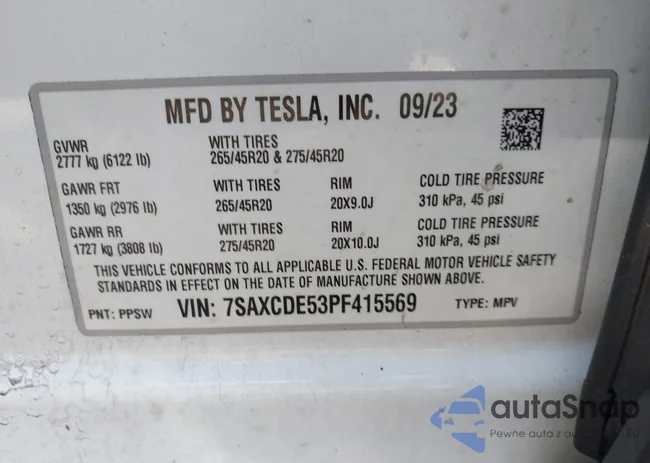 MFD BY TESLA, INC. 09/23
GVWR WITH TIRES
2777 kg (6122 lb) 265/45R20 & 275/45R20
GAWR FRT WITH TIRES RIM COLD TIRE PRESSURE
1350 kg (2976 lb) 265/45R20 20X9.0J 310 kPa, 45 psi
GAWR RR WITH TIRES RIM COLD TIRE PRESSURE
1727 kg (3808 lb) 275/45R20 20X10.0J 310 kPa, 45 psi
THIS VEHICLE CONFORMS TO ALL APPLICABLE U.S. FEDERAL MOTOR VEHICLE SAFETY
STANDARDS IN EFFECT ON THE DATE OF MANUFACTURE SHOWN ABOVE.
PNT: PPSW VIN: 7SAXCDE53PF415569 TYPE: MPV
autaSnap
Pewne auta z